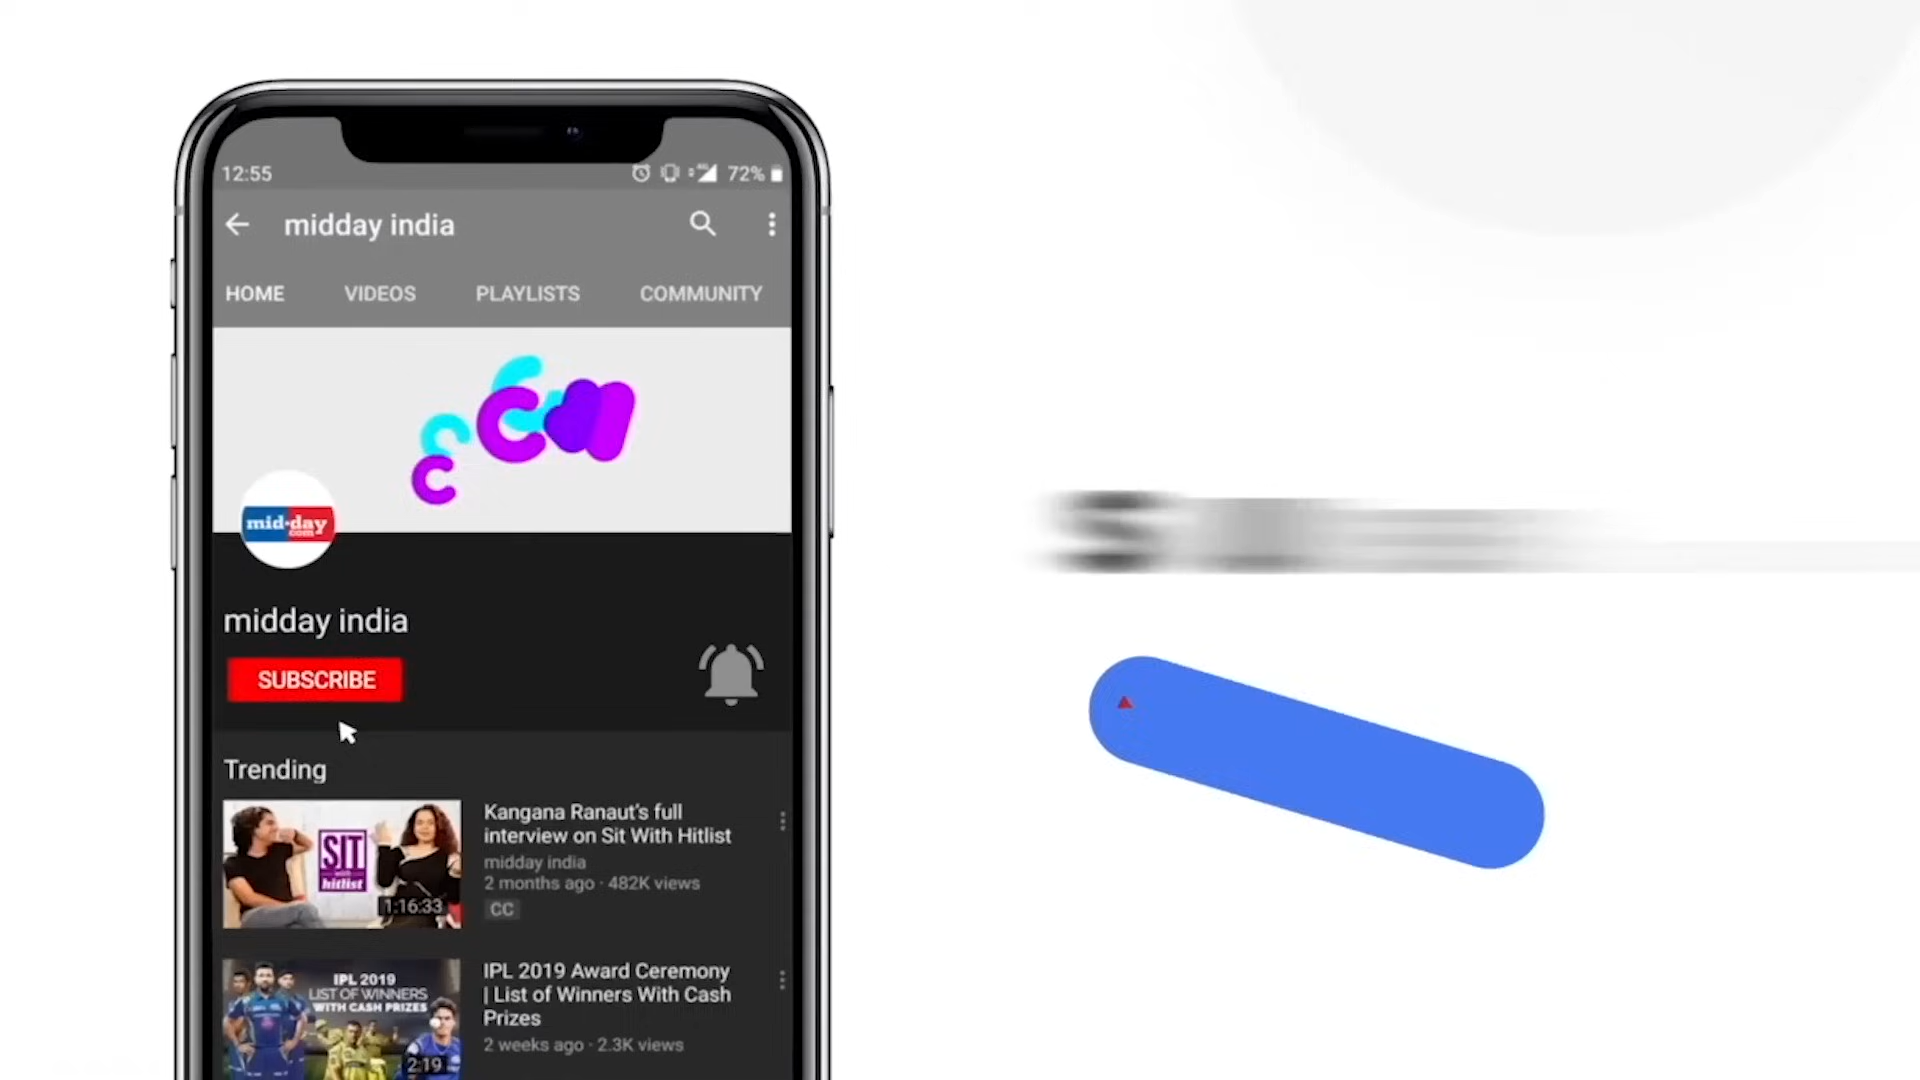 12:55
72%
midday india
HOME VIDEOS PLAYLISTS COMMUNITY
mid-day
com
midday india
SUBSCRIBE
Trending
SIT
with
hitlist
1:16:33
Kangana Ranaut's full
interview on Sit With Hitlist
midday india
2 months ago · 482K views
CC
IPL 2019
LIST OF WINNERS
WITH CASH PRIZES
2:19
IPL 2019 Award Ceremony
| List of Winners With Cash
Prizes
2 weeks ago · 2.3K views